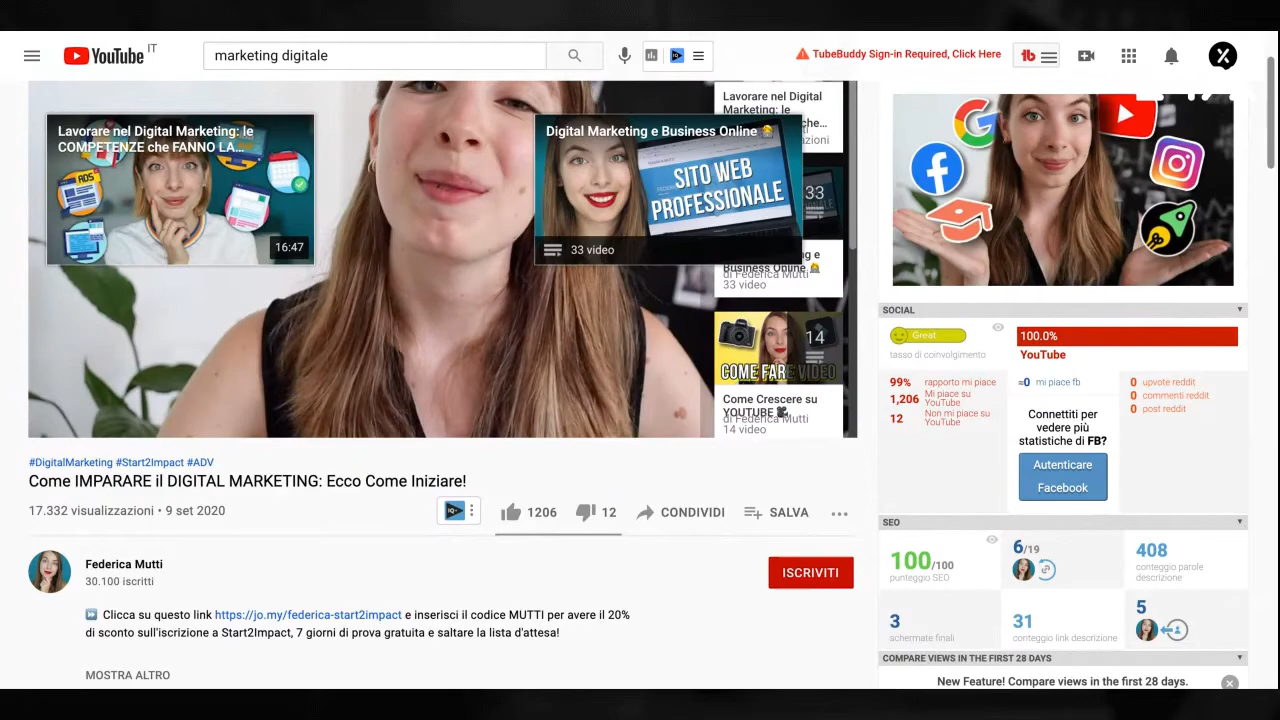 YouTube IT
marketing digitale
TubeBuddy Sign-in Required, Click Here
Lavorare nel Digital Marketing: le
COMPETENZE che FANNO LA...
ADS
16:47
Digital Marketing e Business Online
SITO WEB
PROFESSIONALE
33 video
Lavorare nel Digital
Marketing: le
33
Business Online
di Federica Mutti
33 video
14
COME FARE VIDEO
Come Crescere su
YOUTUBE
di Federica Mutti
14 video
#DigitalMarketing #Start2Impact #ADV
Come IMPARARE il DIGITAL MARKETING: Ecco Come Iniziare!
17.332 visualizzazioni • 9 set 2020
IQ
1206
12
CONDIVIDI
SALVA
Federica Mutti
30.100 iscritti
ISCRIVITI
Clicca su questo link https://jo.my/federica-start2impact e inserisci il codice MUTTI per avere il 20%
di sconto sull'iscrizione a Start2Impact, 7 giorni di prova gratuita e saltare la lista d'attesa!
MOSTRA ALTRO
SOCIAL
Great
tasso di coinvolgimento
100.0%
YouTube
99% rapporto mi piace
1,206 Mi piace su
YouTube
12 Non mi piace su
YouTube
≈0 mi piace fb
Connettiti per
vedere più
statistiche di FB?
Autenticare
Facebook
0 upvote reddit
0 commenti reddit
0 post reddit
SEO
100/100
punteggio SEO
6/19
408
conteggio parole
descrizione
3
schermate finali
31
conteggio link descrizione
5
COMPARE VIEWS IN THE FIRST 28 DAYS
New Feature! Compare views in the first 28 days.